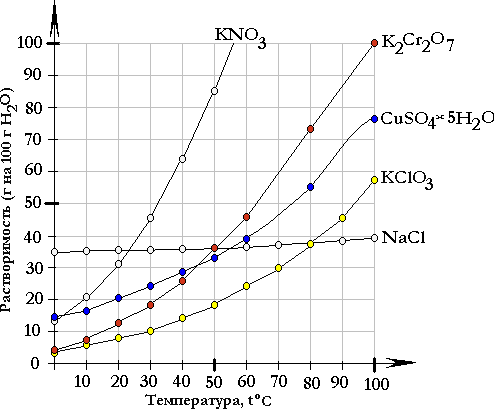 KNO3
K2Cr2O7
CuSO4*5H2O
KClO3
NaCl
Растворимость (г на 100 г H2O)
100
90
80
70
60
50
40
30
20
10
0
10 20 30 40 50 60 70 80 90 100
Температура, t°C